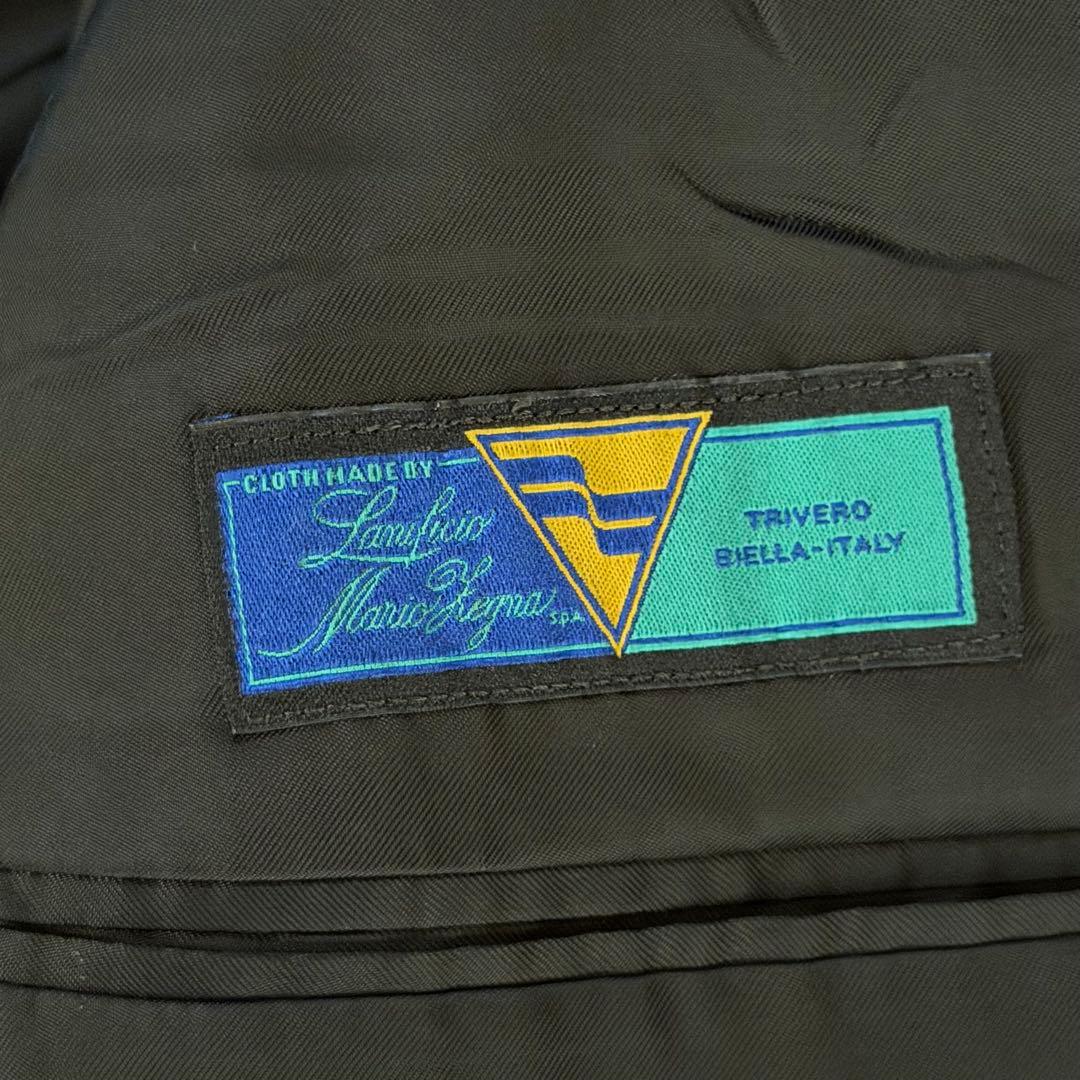 CLOTH MADE BY
Lanificio
Mario Zegna S.P.A.
TRIVERO
BIELLA-ITALY